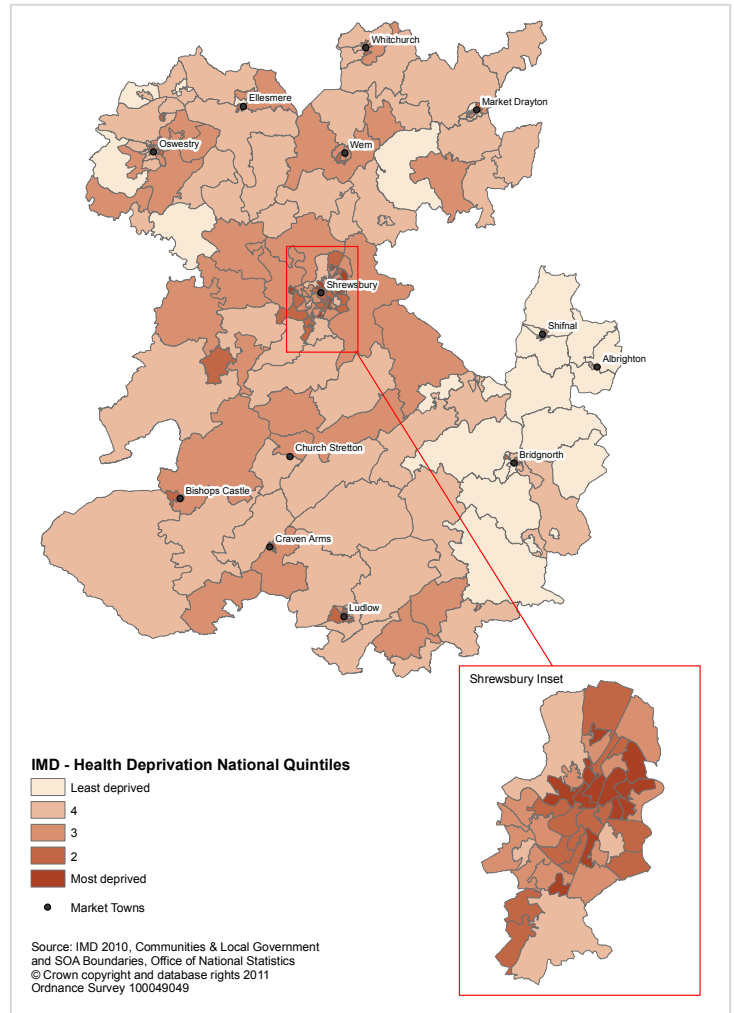 Whitchurch
Ellesmere
Market Drayton
Oswestry
Wem
Shrewsbury
Shifnal
Albrighton
Church Stretton
Bridgnorth
Bishops Castle
Craven Arms
Ludlow
Shrewsbury Inset
IMD - Health Deprivation National Quintiles
Least deprived
4
3
2
Most deprived
Market Towns
Source: IMD 2010, Communities & Local Government
and SOA Boundaries, Office of National Statistics
© Crown copyright and database rights 2011
Ordnance Survey 100049049